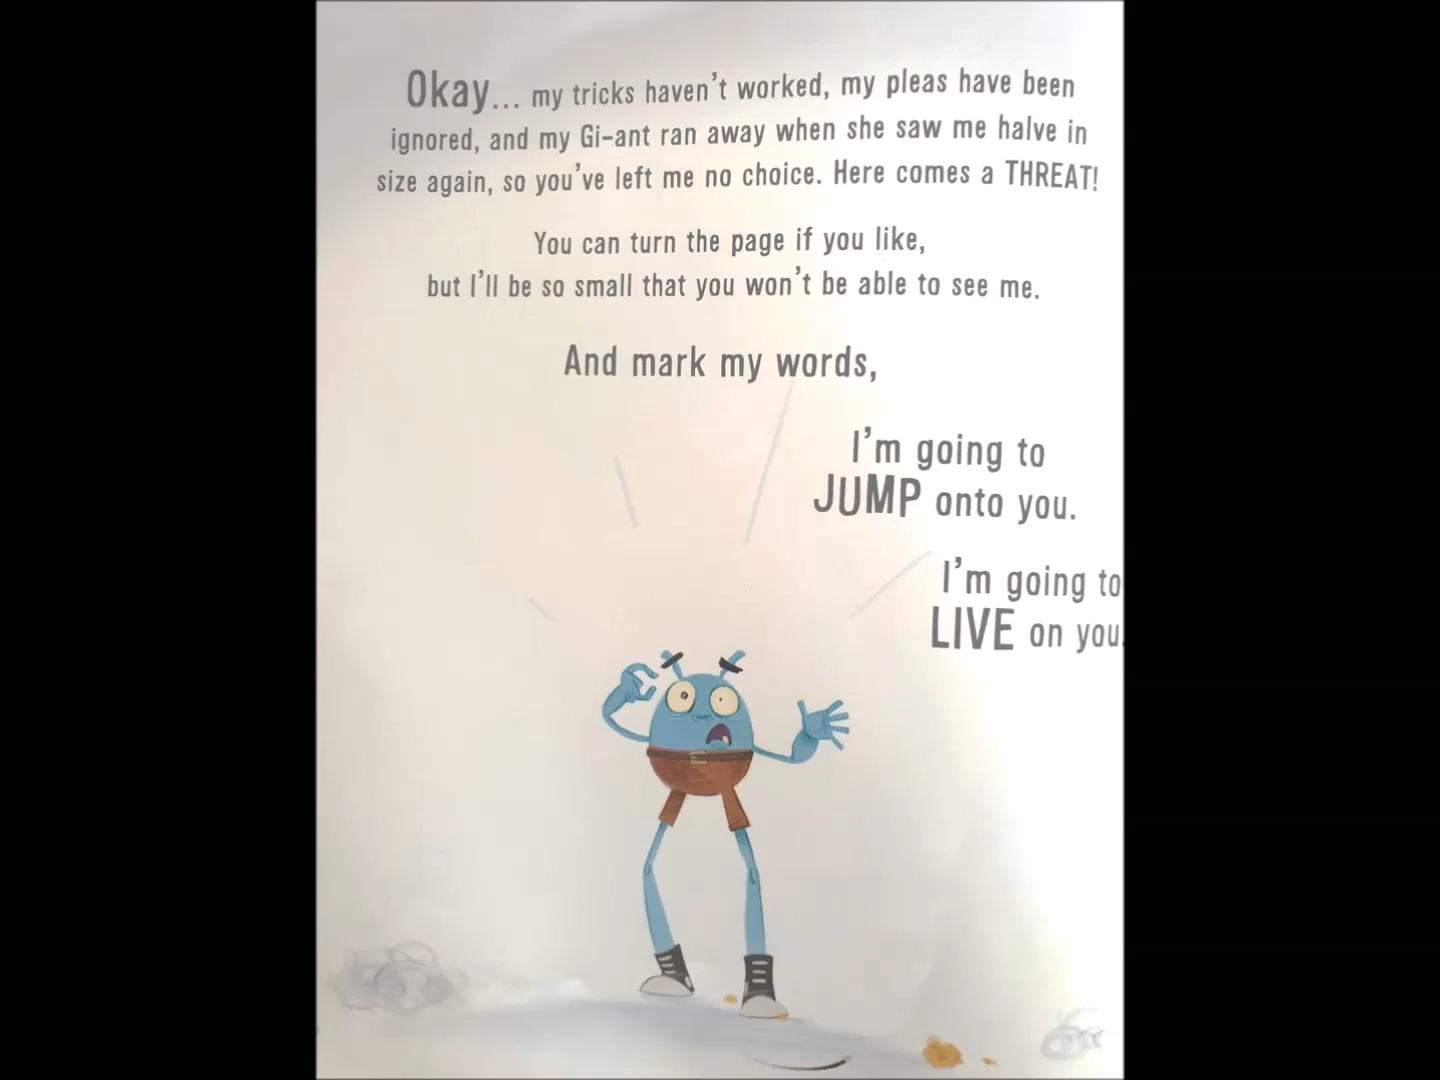 Okay... my tricks haven't worked, my pleas have been
ignored, and my Gi-ant ran away when she saw me halve in
size again, so you've left me no choice. Here comes a THREAT!
You can turn the page if you like,
but I'll be so small that you won't be able to see me.
And mark my words,
I'm going to
JUMP onto you.
I'm going to
LIVE on you.